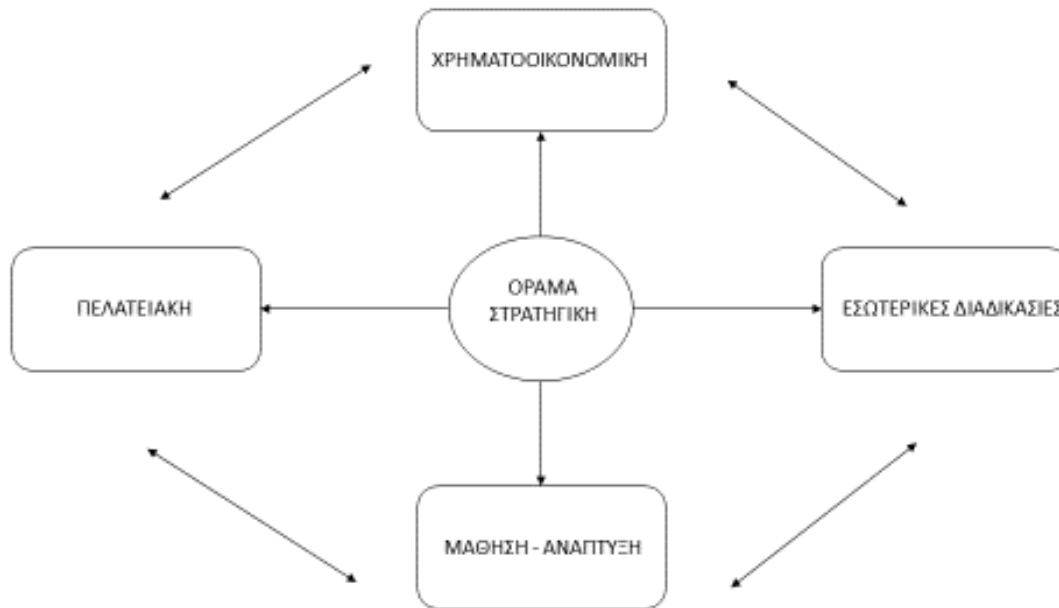 ΧΡΗΜΑΤΟΟΙΚΟΝΟΜΙΚΗ
ΠΕΛΑΤΕΙΑΚΗ
ΟΡΑΜΑ
ΣΤΡΑΤΗΓΙΚΗ
ΕΣΩΤΕΡΙΚΕΣ ΔΙΑΔΙΚΑΣΙΕΣ
ΜΑΘΗΣΗ - ΑΝΑΠΤΥΞΗ